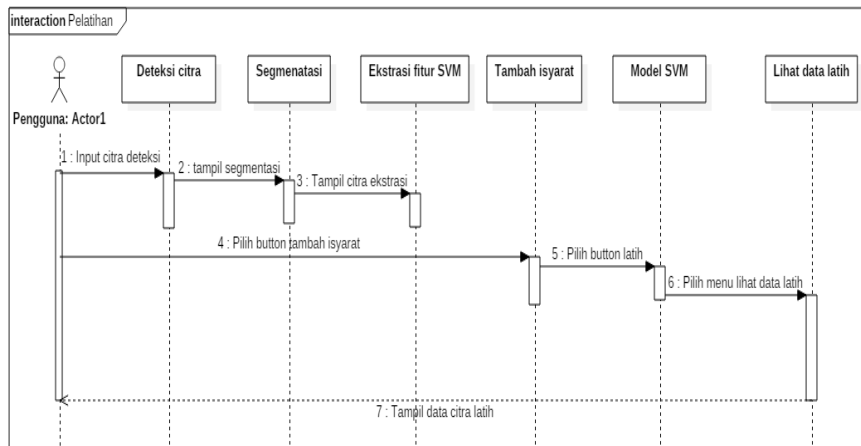 interaction Pelatihan
Deteksi citra
Segmenatasi
Ekstrasi fitur SVM
Tambah isyarat
Model SVM
Lihat data latih
Pengguna: Actor1
1 : Input citra deteksi
2 : tampil segmentasi
3 : Tampil citra ekstrasi
4 : Pilih button tambah isyarat
5 : Pilih button latih
6 : Pilih menu lihat data latih
7 : Tampil data citra latih